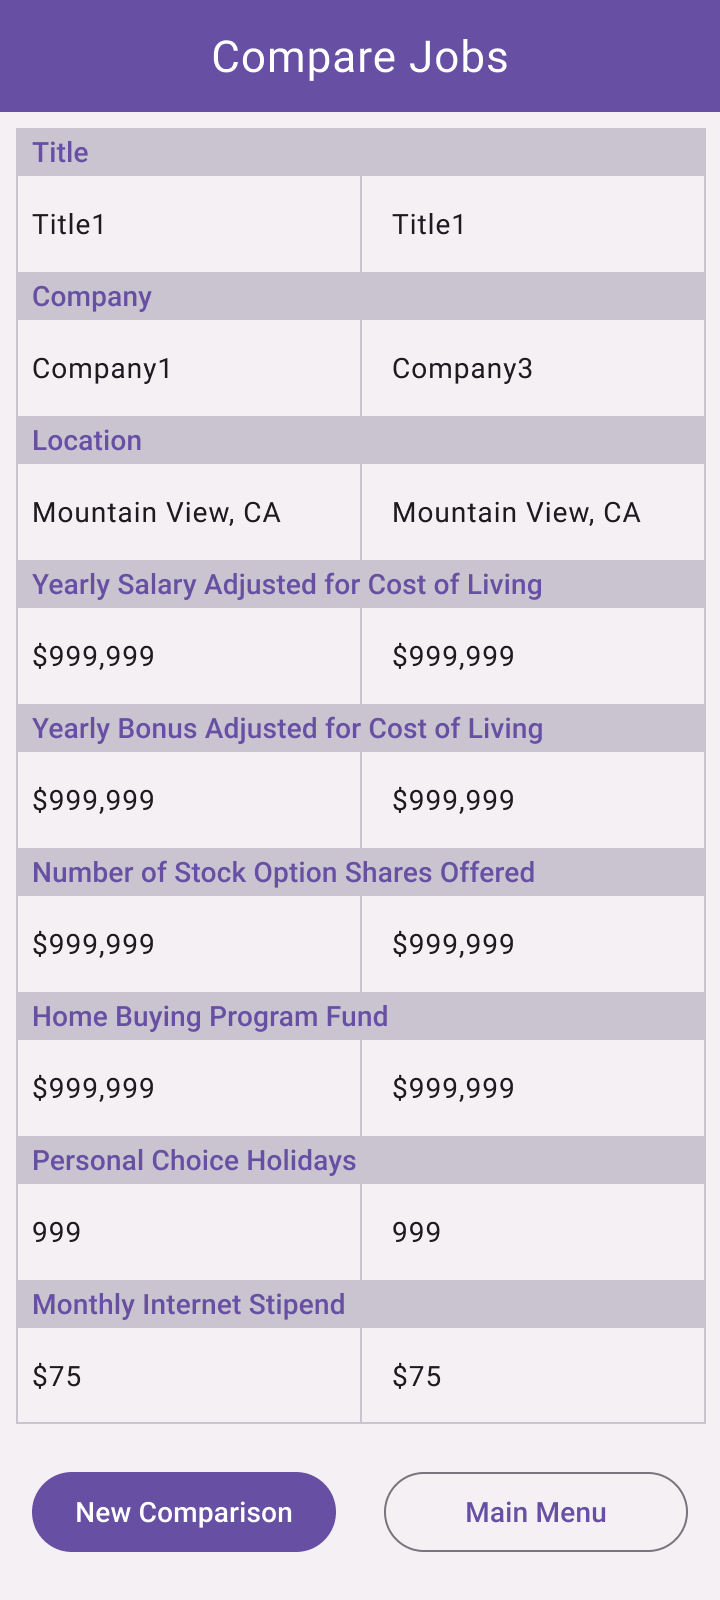 Compare Jobs
Title
Title1 Title1
Company
Company1 Company3
Location
Mountain View, CA Mountain View, CA
Yearly Salary Adjusted for Cost of Living
$999,999 $999,999
Yearly Bonus Adjusted for Cost of Living
$999,999 $999,999
Number of Stock Option Shares Offered
$999,999 $999,999
Home Buying Program Fund
$999,999 $999,999
Personal Choice Holidays
999 999
Monthly Internet Stipend
$75 $75
New Comparison Main Menu